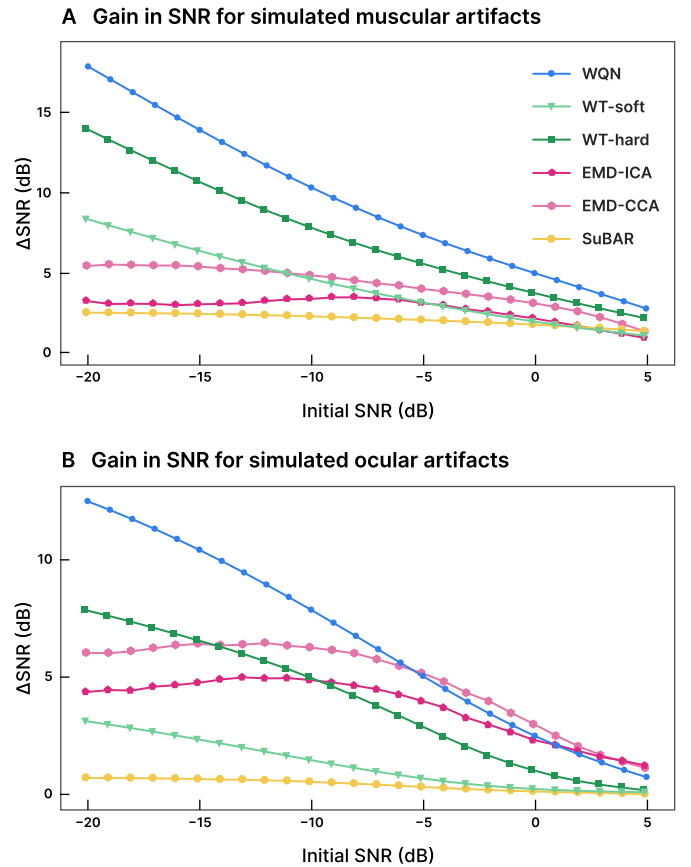 A Gain in SNR for simulated muscular artifacts
WQN
WT-soft
WT-hard
EMD-ICA
EMD-CCA
SuBAR
ΔSNR (dB)
15
10
5
0
−20 −15 −10 −5 0 5
Initial SNR (dB)
B Gain in SNR for simulated ocular artifacts
ΔSNR (dB)
10
5
0
−20 −15 −10 −5 0 5
Initial SNR (dB)